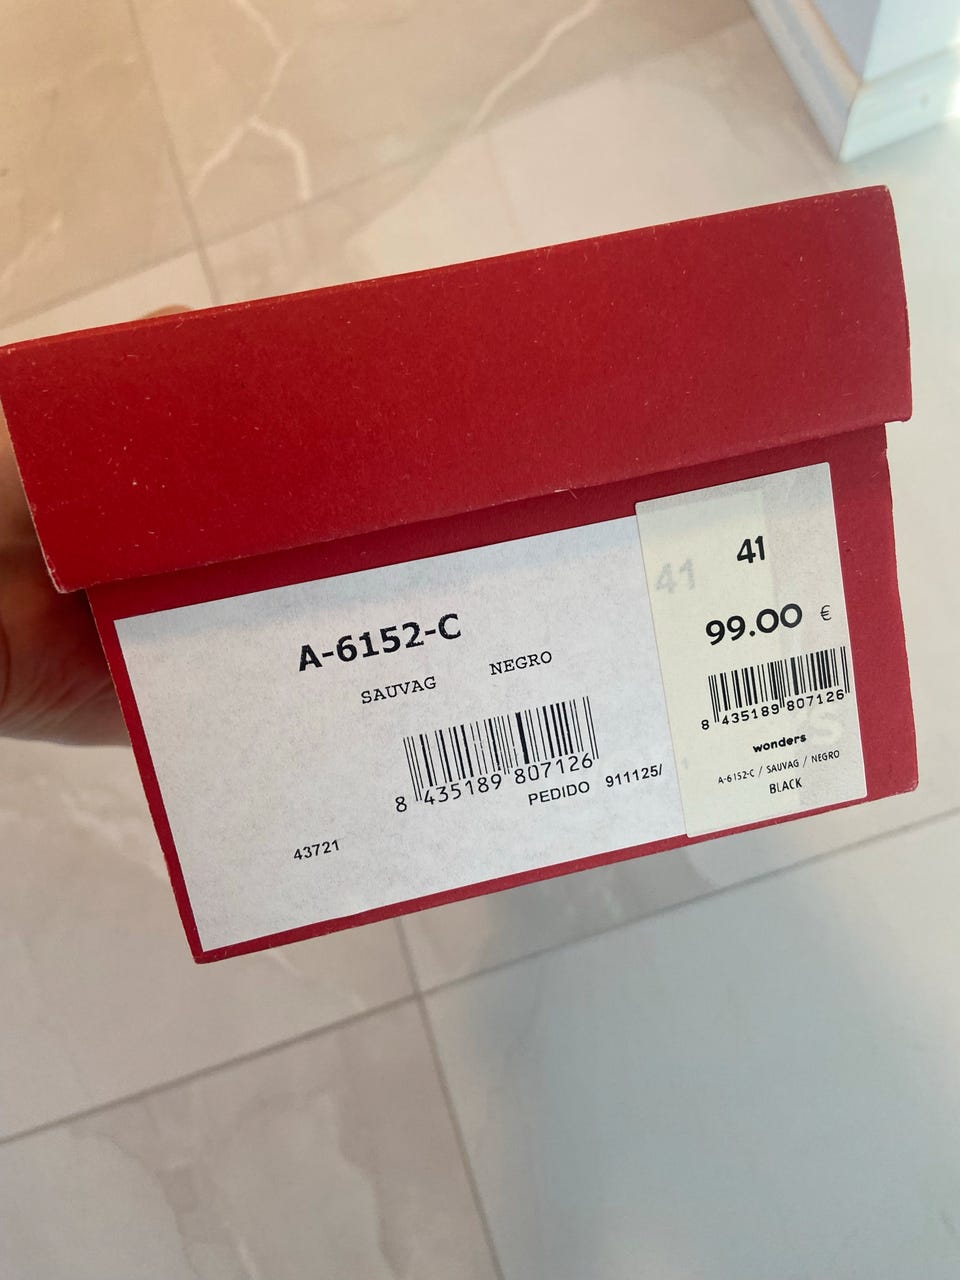 A-6152-C
SAUVAG NEGRO
8 435189 807126
PEDIDO 911125/
43721
41
41
99.00 €
8 435189 807126
wonders
A-6152-C / SAUVAG / NEGRO
BLACK